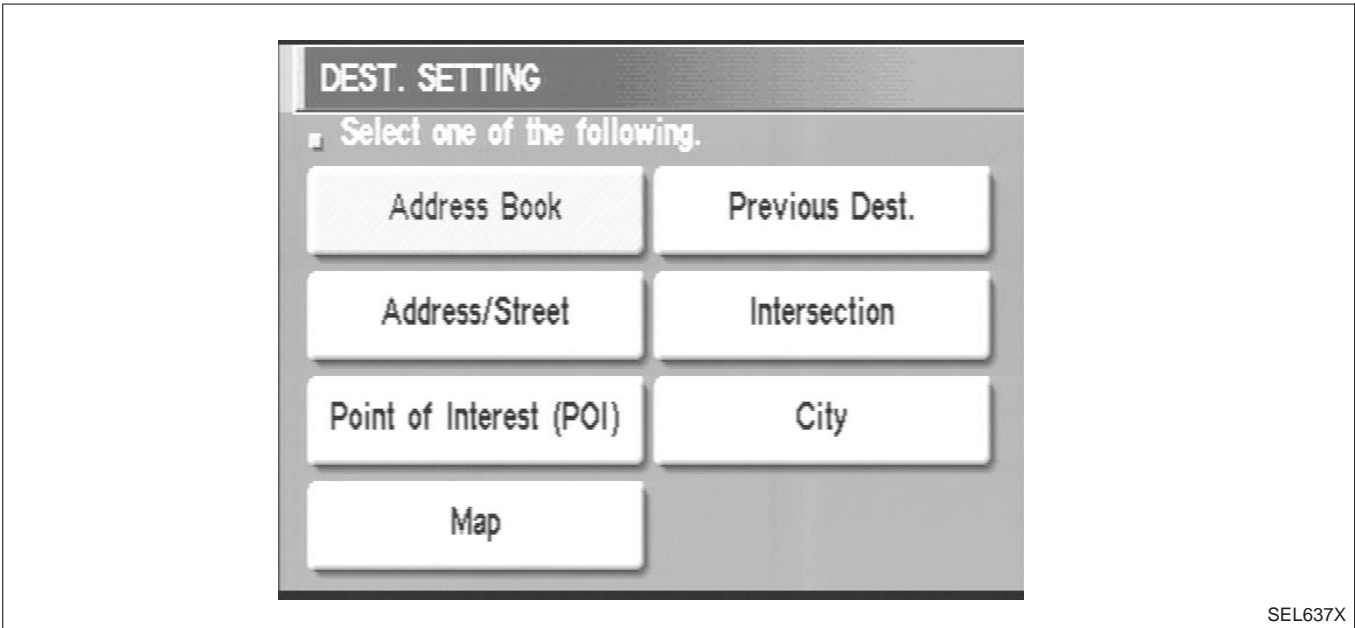 DEST. SETTING
Select one of the following.
Address Book
Previous Dest.
Address/Street
Intersection
Point of Interest (POI)
City
Map
SEL637X